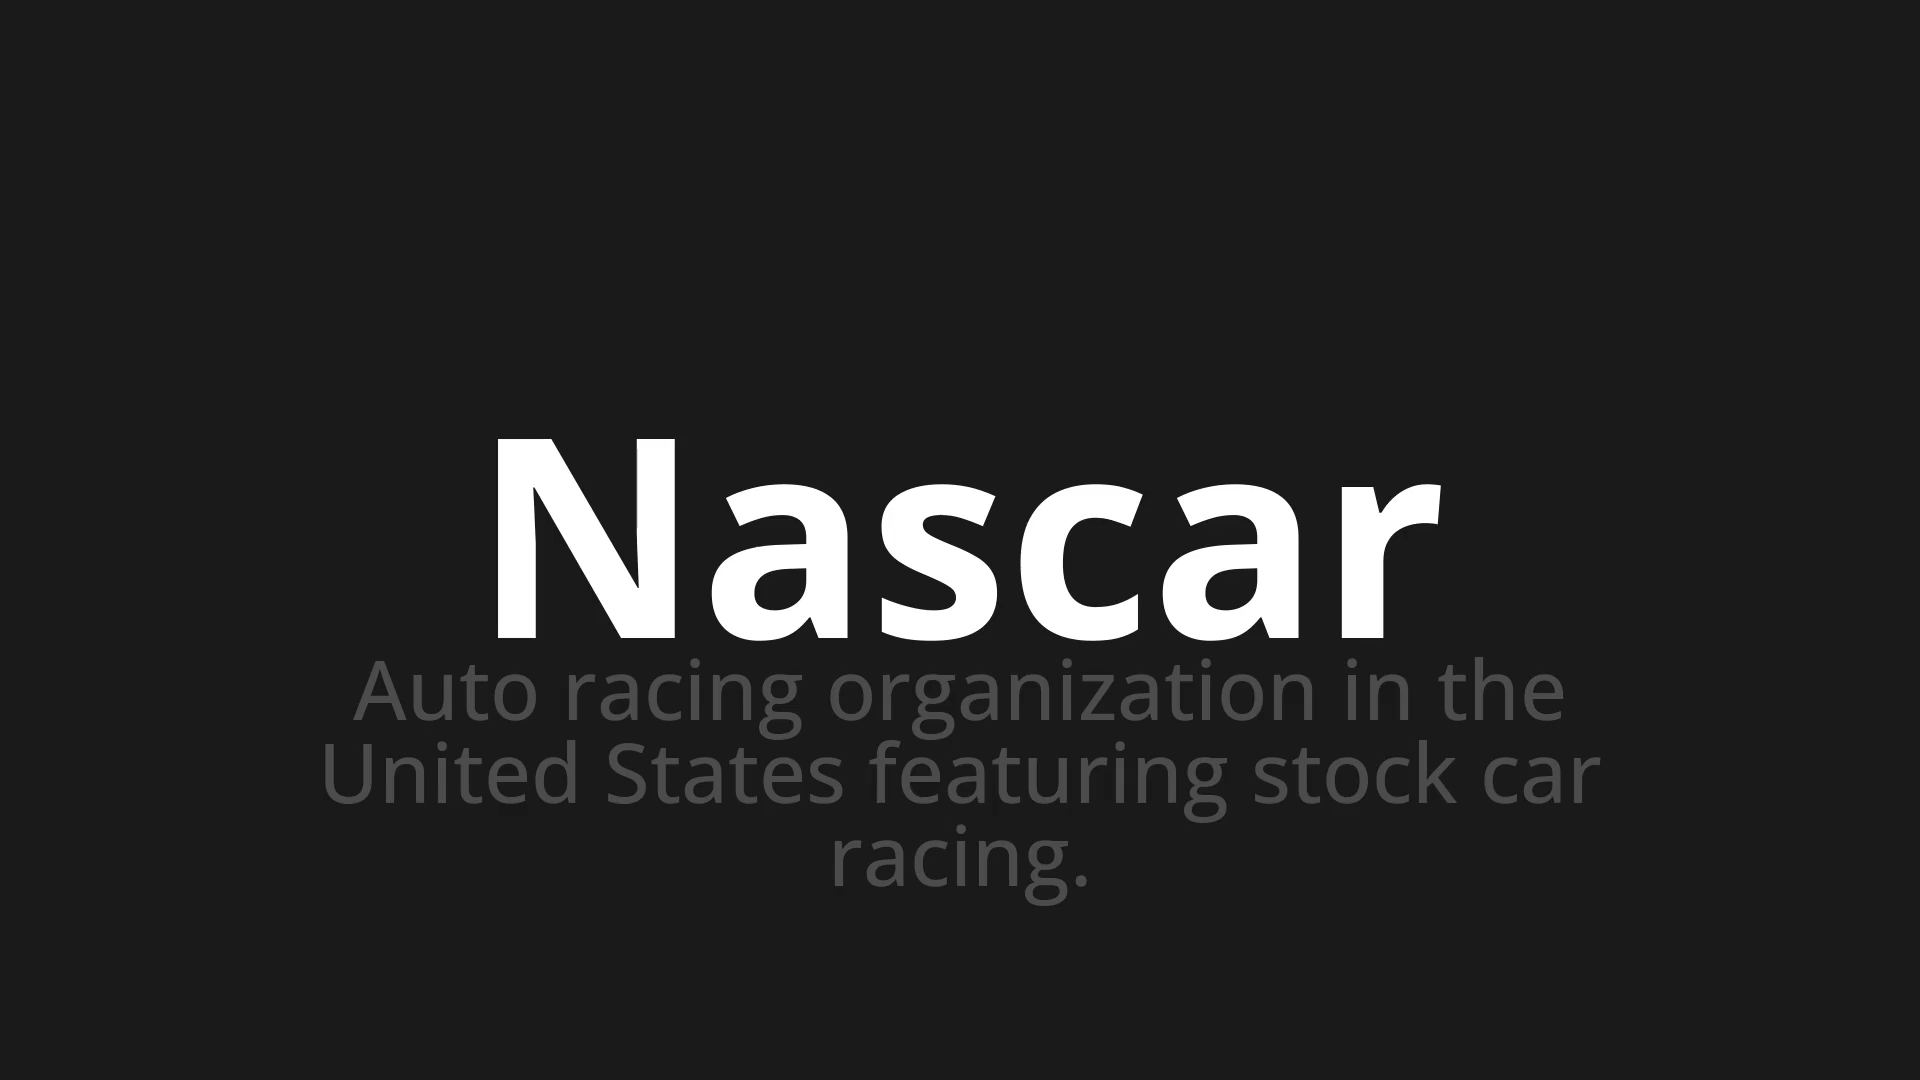 Nascar
Auto racing organization in the
United States featuring stock car
racing.